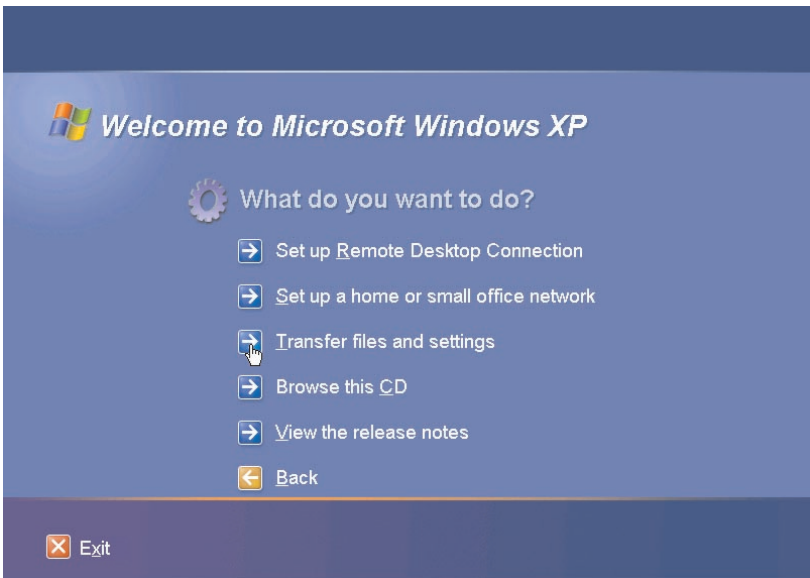 Welcome to Microsoft Windows XP
What do you want to do?
Set up Remote Desktop Connection
Set up a home or small office network
Transfer files and settings
Browse this CD
View the release notes
Back
Exit